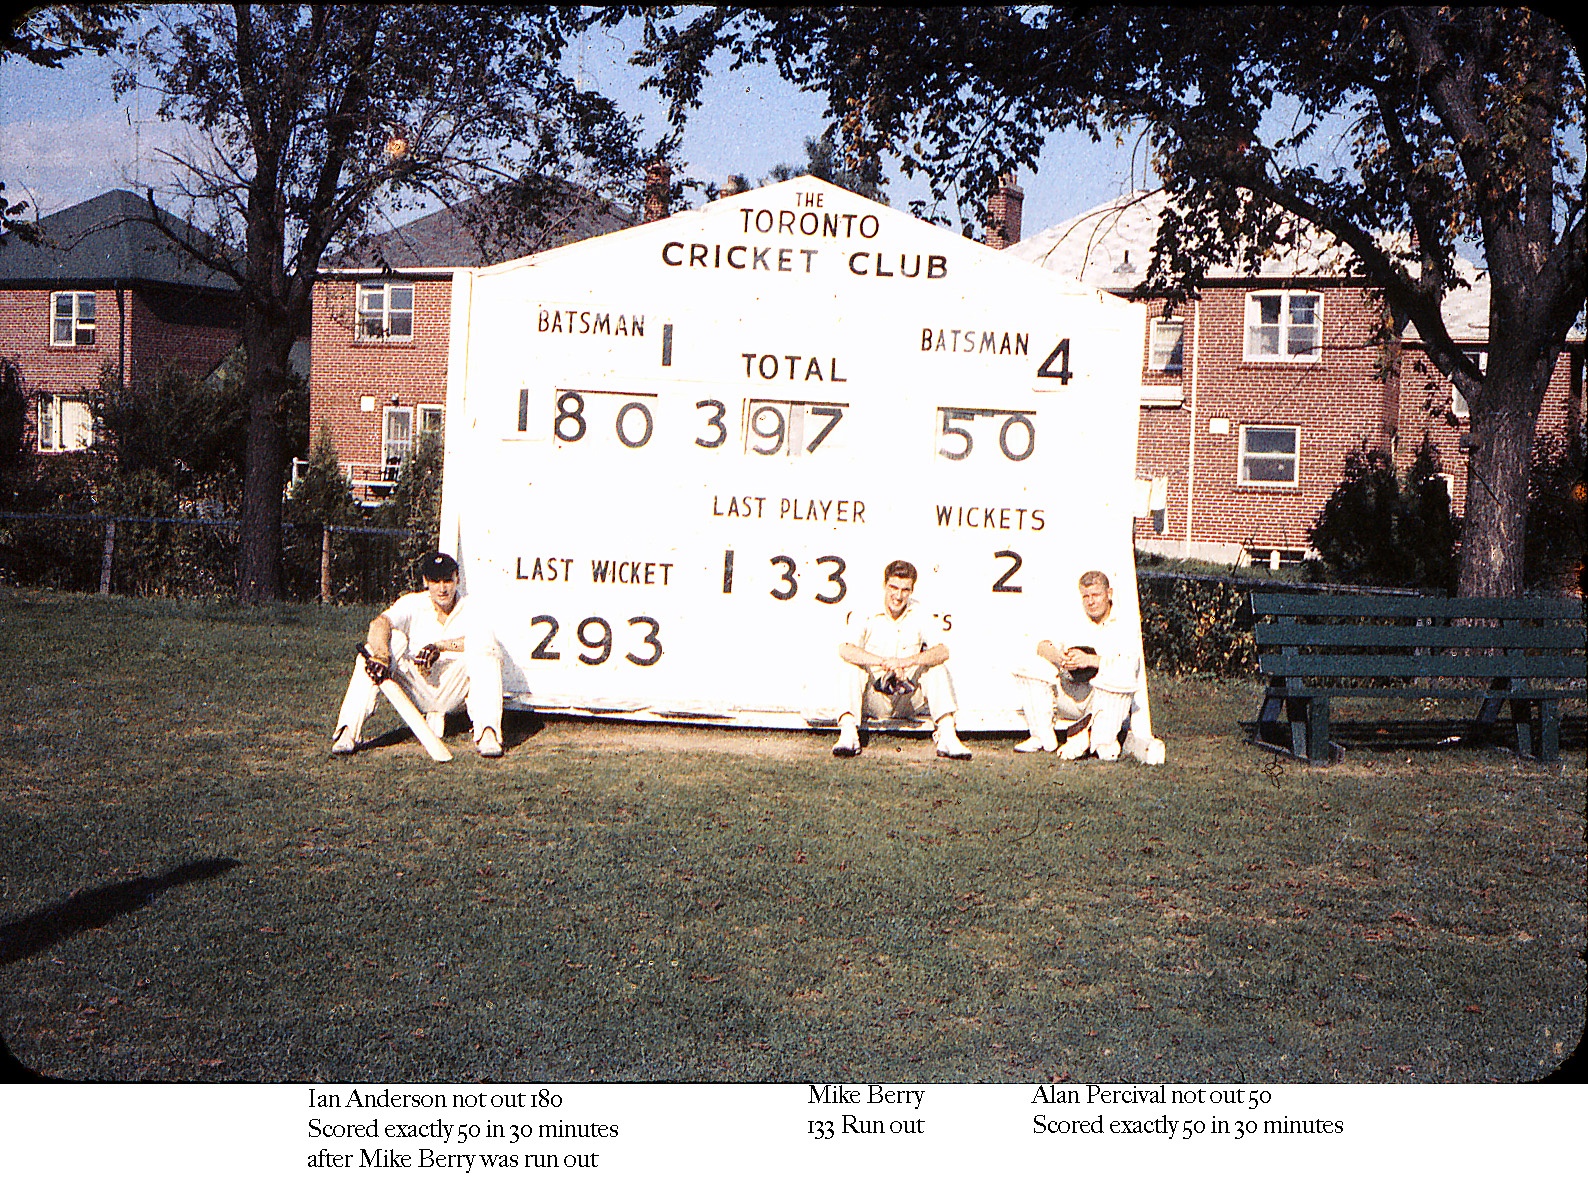 THE
TORONTO
CRICKET CLUB
BATSMAN 1
TOTAL
BATSMAN 4
180
397
50
LAST PLAYER
WICKETS
LAST WICKET
133
2
293
Ian Anderson not out 180
Scored exactly 50 in 30 minutes
after Mike Berry was run out
Mike Berry
133 Run out
Alan Percival not out 50
Scored exactly 50 in 30 minutes